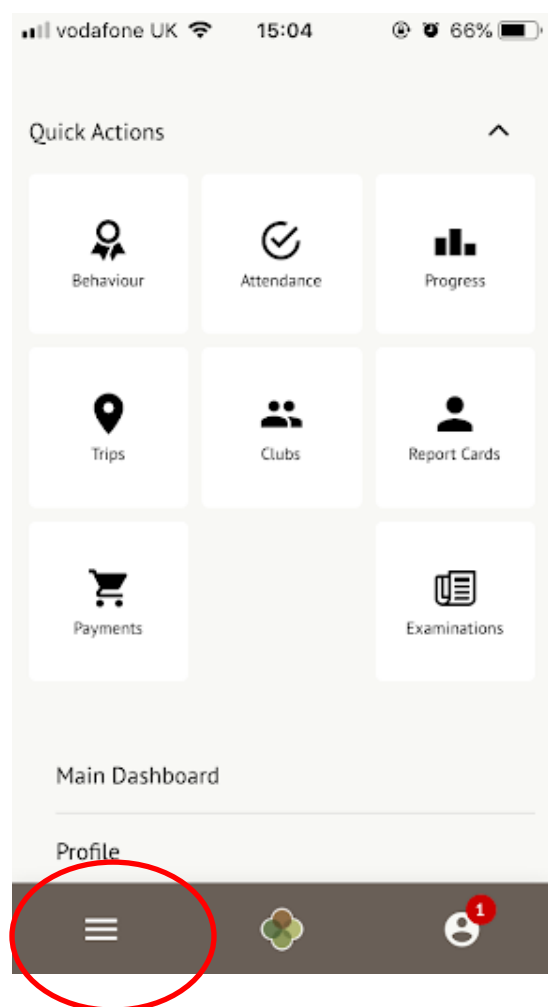 vodafone UK 15:04 66%
Quick Actions
Behaviour Attendance Progress
Trips Clubs Report Cards
Payments Examinations
Main Dashboard
Profile
1